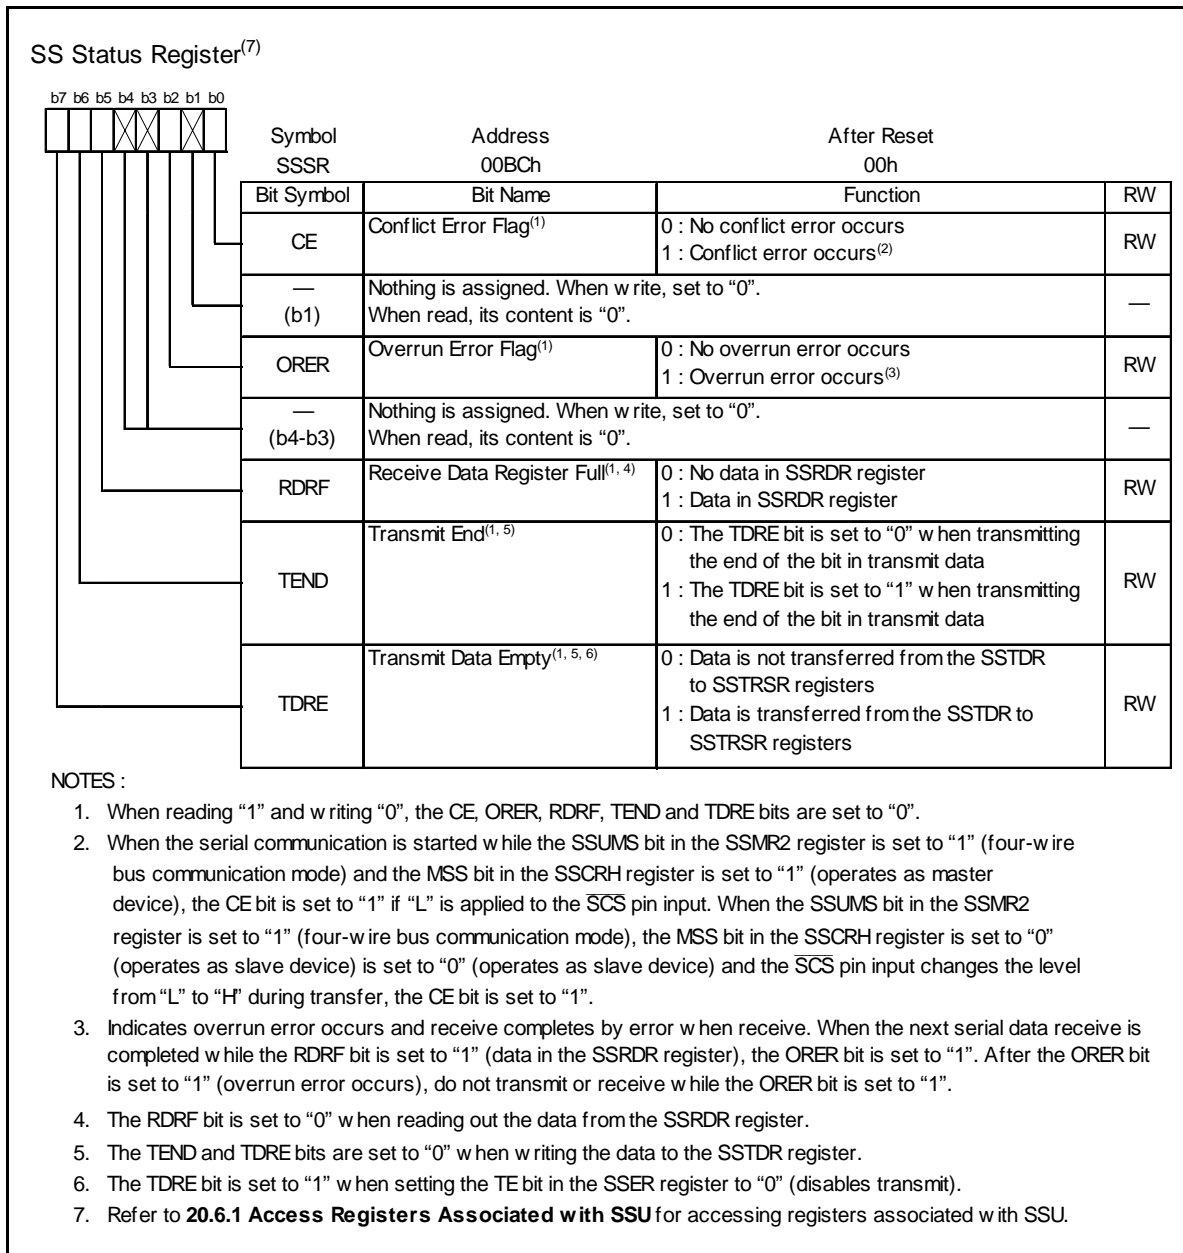 SS Status Register(7)
b7 b6 b5 b4 b3 b2 b1 b0
Symbol Address After Reset
SSSR 00BCh 00h
Bit Symbol Bit Name Function RW
CE Conflict Error Flag(1) 0 : No conflict error occurs RW
1 : Conflict error occurs(2)
— Nothing is assigned. When write, set to “0”. —
(b1) When read, its content is “0”.
ORER Overrun Error Flag(1) 0 : No overrun error occurs RW
1 : Overrun error occurs(3)
— Nothing is assigned. When write, set to “0”. —
(b4-b3) When read, its content is “0”.
RDRF Receive Data Register Full(1, 4) 0 : No data in SSRDR register RW
1 : Data in SSRDR register
TEND Transmit End(1, 5) 0 : The TDRE bit is set to “0” when transmitting RW
the end of the bit in transmit data
1 : The TDRE bit is set to “1” when transmitting
the end of the bit in transmit data
TDRE Transmit Data Empty(1, 5, 6) 0 : Data is not transferred from the SSTDR RW
to SSTRSR registers
1 : Data is transferred from the SSTDR to
SSTRSR registers
NOTES :
1. When reading “1” and writing “0”, the CE, ORER, RDRF, TEND and TDRE bits are set to “0”.
2. When the serial communication is started while the SSUMS bit in the SSMR2 register is set to “1” (four-wire
bus communication mode) and the MSS bit in the SSCRH register is set to “1” (operates as master
device), the CE bit is set to “1” if “L” is applied to the S̅C̅S̅ pin input. When the SSUMS bit in the SSMR2
register is set to “1” (four-wire bus communication mode), the MSS bit in the SSCRH register is set to “0”
(operates as slave device) is set to “0” (operates as slave device) and the S̅C̅S̅ pin input changes the level
from “L” to “H” during transfer, the CE bit is set to “1”.
3. Indicates overrun error occurs and receive completes by error when receive. When the next serial data receive is
completed while the RDRF bit is set to “1” (data in the SSRDR register), the ORER bit is set to “1”. After the ORER bit
is set to “1” (overrun error occurs), do not transmit or receive while the ORER bit is set to “1”.
4. The RDRF bit is set to “0” when reading out the data from the SSRDR register.
5. The TEND and TDRE bits are set to “0” when writing the data to the SSTDR register.
6. The TDRE bit is set to “1” when setting the TE bit in the SSER register to “0” (disables transmit).
7. Refer to 20.6.1 Access Registers Associated with SSU for accessing registers associated with SSU.